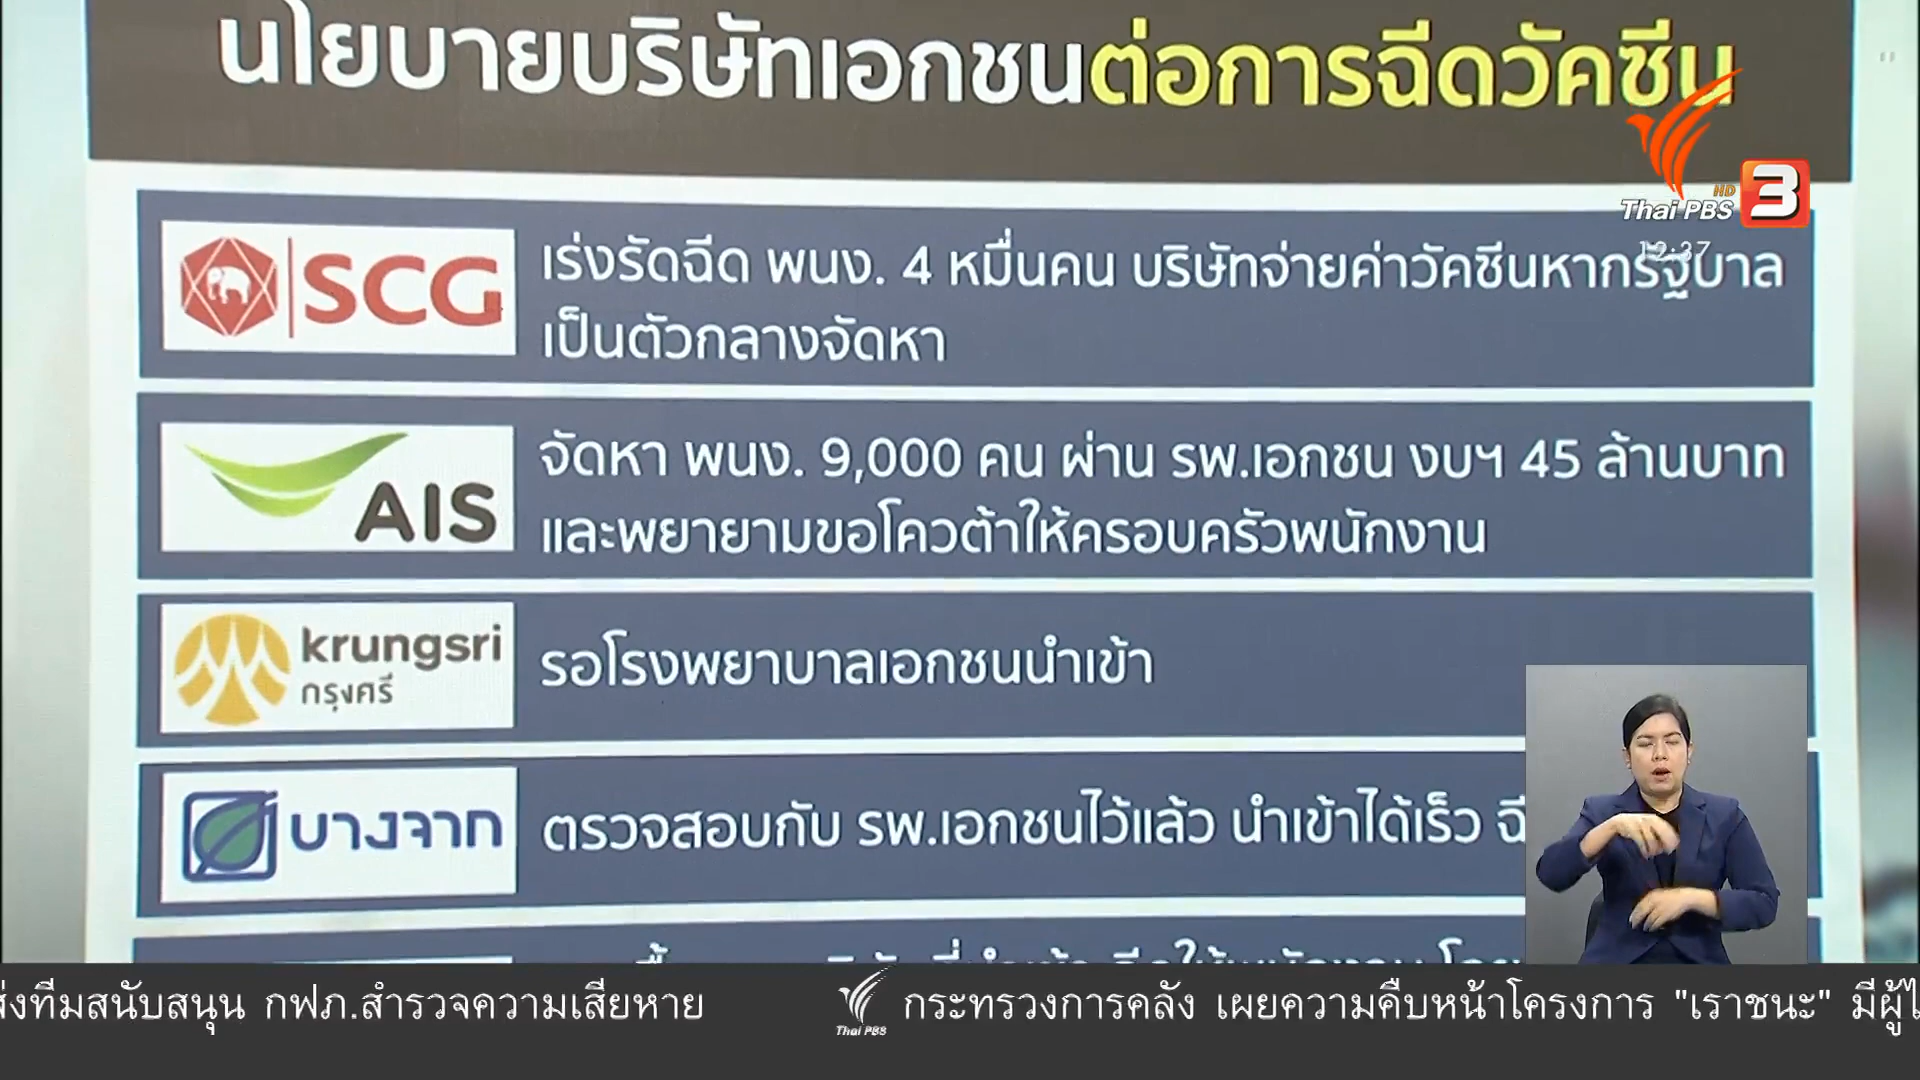 นโยบายบริษัทเอกชนต่อการฉีดวัคซีน
Thai PBS HD 3
12:37
SCG
เร่งรัดฉีด พนง. 4 หมื่นคน บริษัทจ่ายค่าวัคซีนหากรัฐบาล
เป็นตัวกลางจัดหา
AIS
จัดหา พนง. 9,000 คน ผ่าน รพ.เอกชน งบฯ 45 ล้านบาท
และพยายามขอโควต้าให้ครอบครัวพนักงาน
krungsri
กรุงศรี
รอโรงพยาบาลเอกชนนำเข้า
บางจาก
ตรวจสอบกับ รพ.เอกชนไว้แล้ว นำเข้าได้เร็ว ฉี
ส่งทีมสนับสนุน กฟภ.สำรวจความเสียหาย
Thai PBS
กระทรวงการคลัง เผยความคืบหน้าโครงการ "เราชนะ" มีผู้